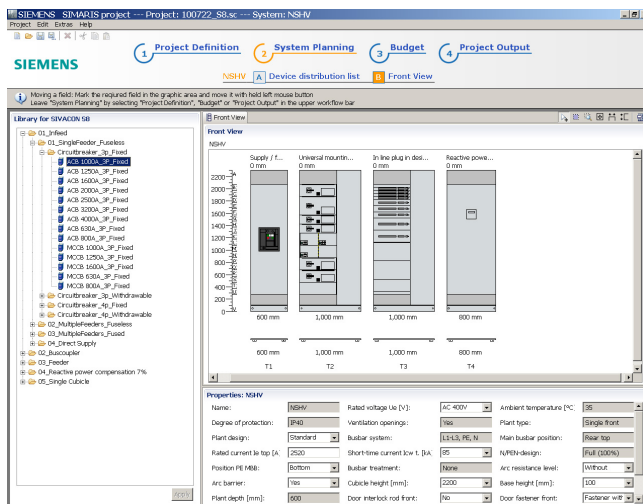 SIEMENS SIMARIS project --- Project: 100722_S8.sc --- System: NSHV
Project Edit Extras Help
SIEMENS
1 Project Definition 2 System Planning 3 Budget 4 Project Output
NSHV A Device distribution list B Front View
Moving a field: Mark the required field in the graphic area and move it with held left mouse button
Leave "System Planning" by selecting "Project Definition", "Budget" or "Project Output" in the upper workflow bar
Library for SIVACON S8
01_Infeed
01_SingleFeeder_Fuseless
Circuitbreaker_3p_Fixed
ACB 1000A_3P_Fixed
ACB 1250A_3P_Fixed
ACB 1600A_3P_Fixed
ACB 2000A_3P_Fixed
ACB 2500A_3P_Fixed
ACB 3200A_3P_Fixed
ACB 4000A_3P_Fixed
ACB 630A_3P_Fixed
ACB 800A_3P_Fixed
MCCB 1000A_3P_Fixed
MCCB 1250A_3P_Fixed
MCCB 1600A_3P_Fixed
MCCB 630A_3P_Fixed
MCCB 800A_3P_Fixed
Circuitbreaker_3p_Withdrawable
Circuitbreaker_4p_Fixed
Circuitbreaker_4p_Withdrawable
02_MultipleFeeders_Fuseless
03_MultipleFeeders_Fused
04_Direct Supply
02_Buscoupler
03_Feeder
04_Reactive power compensation 7%
05_Single Cubicle
Apply
Front View
Front View
NSHV
Supply / f... Universal mountin... In line plug in desi... Reactive powe...
0 mm 0 mm 0 mm 0 mm
2200
2000
1800
1600
1400
1200
1000
800
600
400
200
0
600 mm 1,000 mm 1,000 mm 800 mm
600 mm 1,000 mm 1,000 mm 800 mm
T1 T2 T3 T4
Properties: NSHV
Name: NSHV Rated voltage Ue [V]: AC 400V Ambient temperature [°C] 35
Degree of protection: IP40 Ventilation openings: Yes Plant type: Single front
Plant design: Standard Busbar system: L1-L3, PE, N Main busbar position: Rear top
Rated current Ie top [A] 2520 Short-time current Icw t. [kA] 85 N/PEN-design: Full (100%)
Position PE MBB: Bottom Busbar treatment: None Arc resistance level: Without
Arc barrier: Yes Cubicle height [mm]: 2200 Base height [mm]: 100
Plant depth [mm]: 600 Door interlock rod front: No Door fastener front: Fastener with